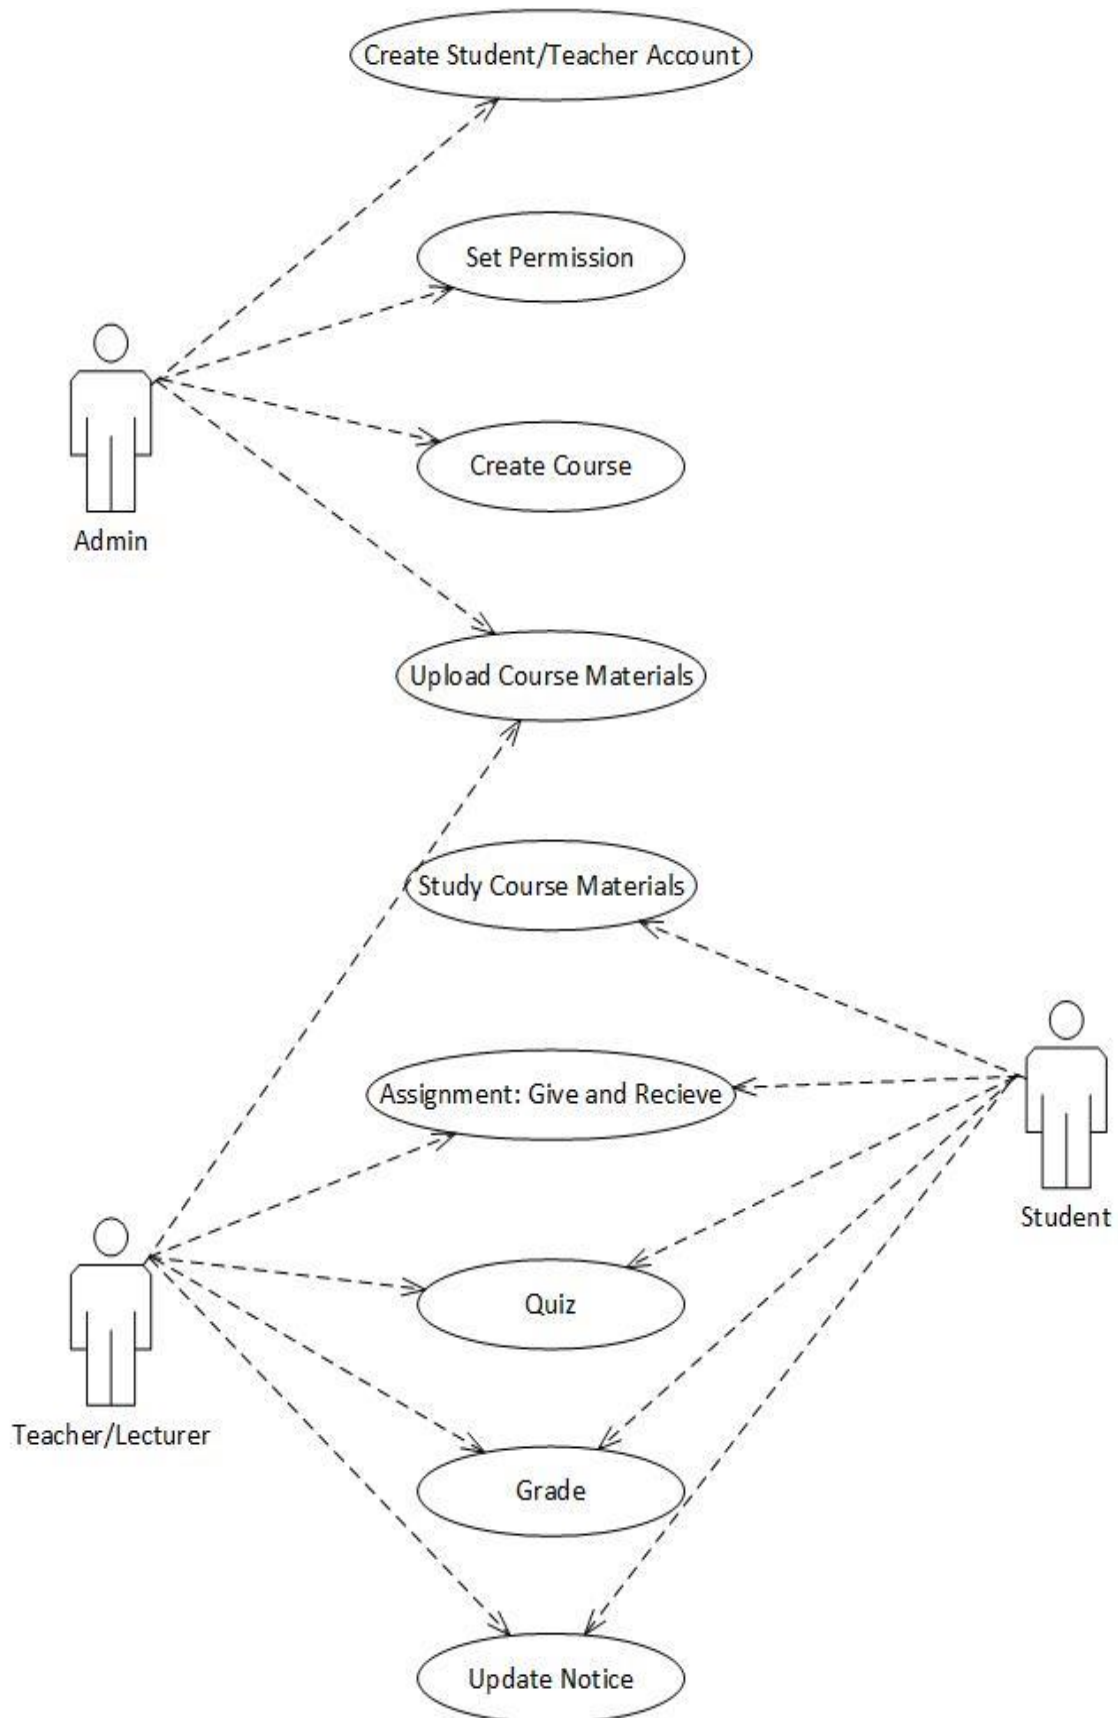 Create Student/Teacher Account
Set Permission
Create Course
Admin
Upload Course Materials
Study Course Materials
Assignment: Give and Recieve
Student
Quiz
Teacher/Lecturer
Grade
Update Notice